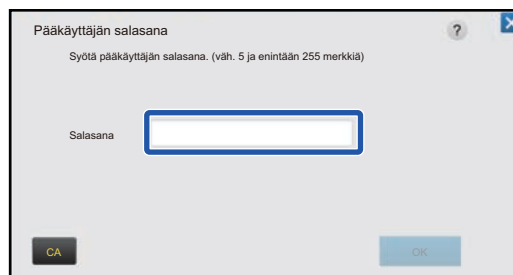 Pääkäyttäjän salasana
?
Syötä pääkäyttäjän salasana. (väh. 5 ja enintään 255 merkkiä)
Salasana
CA
OK